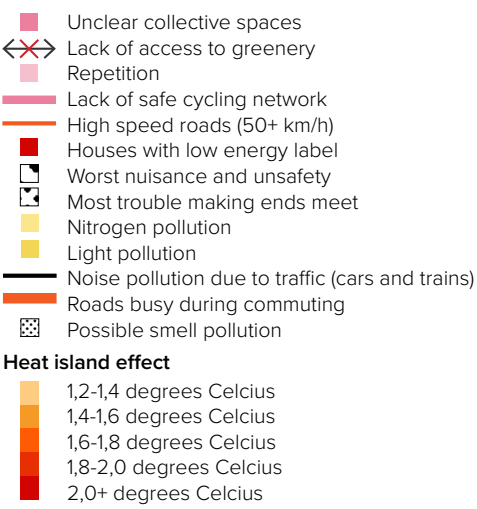 Unclear collective spaces
Lack of access to greenery
Repetition
Lack of safe cycling network
High speed roads (50+ km/h)
Houses with low energy label
Worst nuisance and unsafety
Most trouble making ends meet
Nitrogen pollution
Light pollution
Noise pollution due to traffic (cars and trains)
Roads busy during commuting
Possible smell pollution
Heat island effect
1,2-1,4 degrees Celcius
1,4-1,6 degrees Celcius
1,6-1,8 degrees Celcius
1,8-2,0 degrees Celcius
2,0+ degrees Celcius